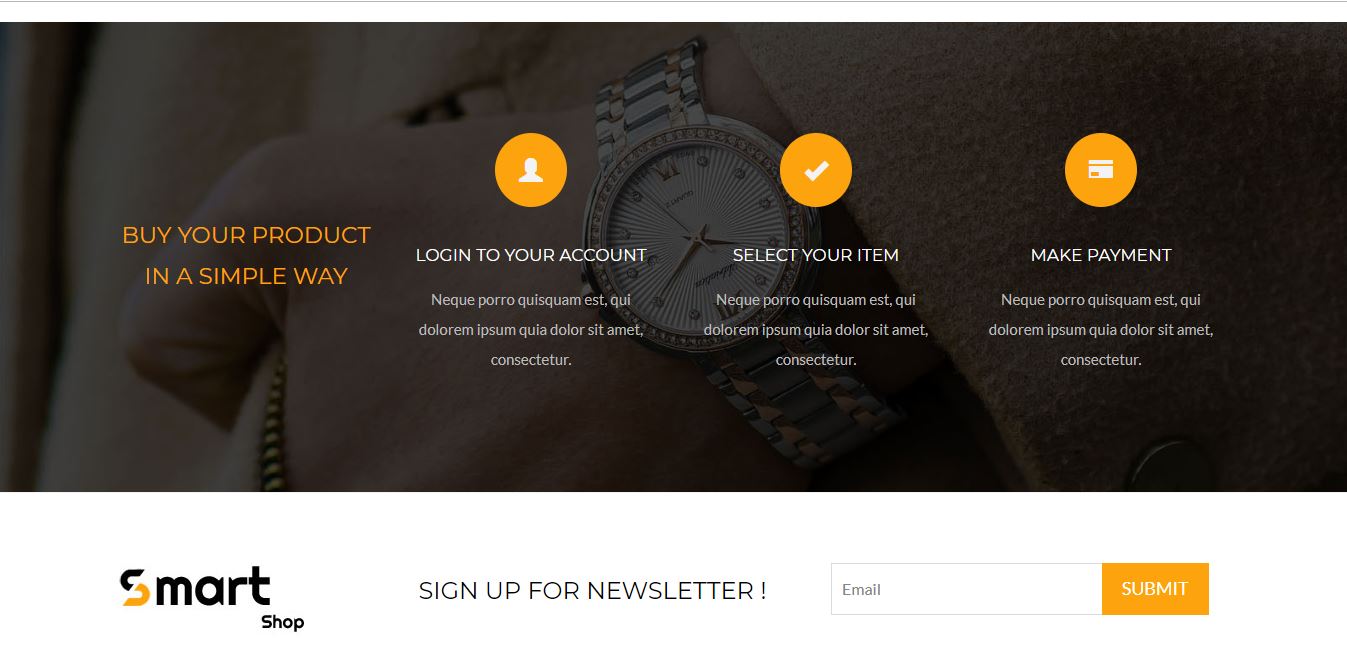 BUY YOUR PRODUCT
IN A SIMPLE WAY
LOGIN TO YOUR ACCOUNT
Neque porro quisquam est, qui
dolorem ipsum quia dolor sit amet,
consectetur.
SELECT YOUR ITEM
Neque porro quisquam est, qui
dolorem ipsum quia dolor sit amet,
consectetur.
MAKE PAYMENT
Neque porro quisquam est, qui
dolorem ipsum quia dolor sit amet,
consectetur.
Smart
Shop
SIGN UP FOR NEWSLETTER !
Email
SUBMIT